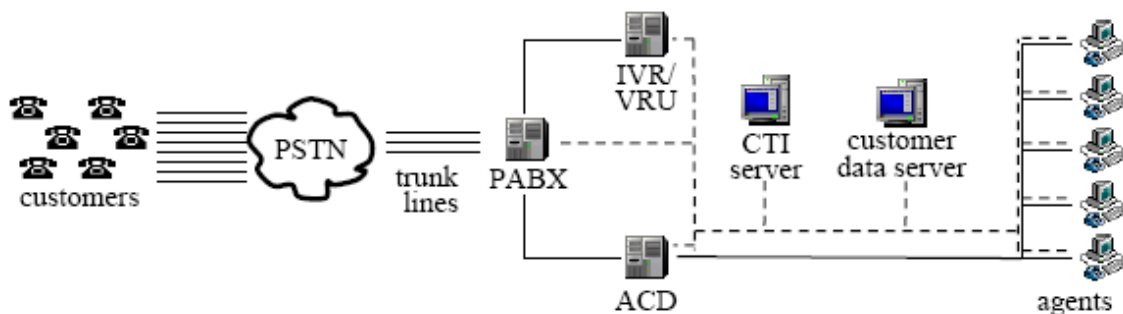 customers
PSTN
trunk
lines
PABX
IVR/
VRU
ACD
CTI
server
customer
data server
agents